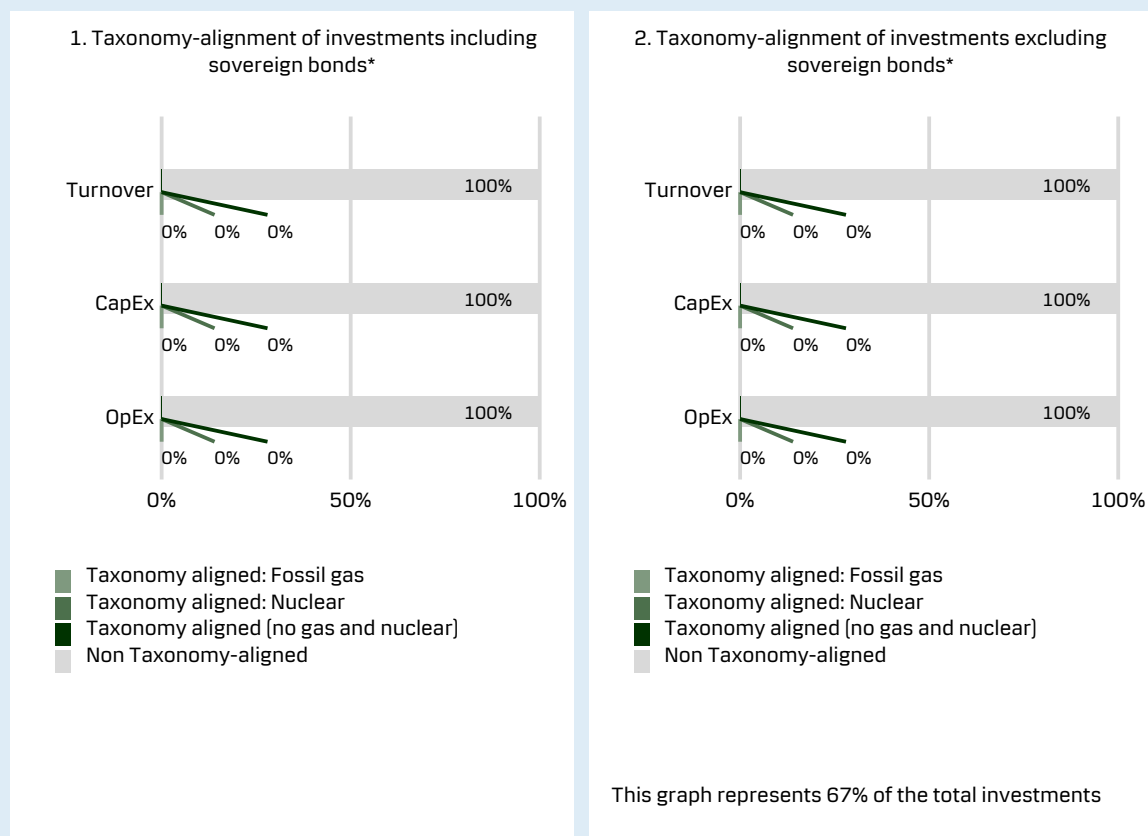 1. Taxonomy-alignment of investments including
sovereign bonds*
Turnover
100%
0% 0% 0%
CapEx
100%
0% 0% 0%
OpEx
100%
0% 0% 0%
0% 50% 100%
Taxonomy aligned: Fossil gas
Taxonomy aligned: Nuclear
Taxonomy aligned (no gas and nuclear)
Non Taxonomy-aligned
2. Taxonomy-alignment of investments excluding
sovereign bonds*
Turnover
100%
0% 0% 0%
CapEx
100%
0% 0% 0%
OpEx
100%
0% 0% 0%
0% 50% 100%
Taxonomy aligned: Fossil gas
Taxonomy aligned: Nuclear
Taxonomy aligned (no gas and nuclear)
Non Taxonomy-aligned
This graph represents 67% of the total investments